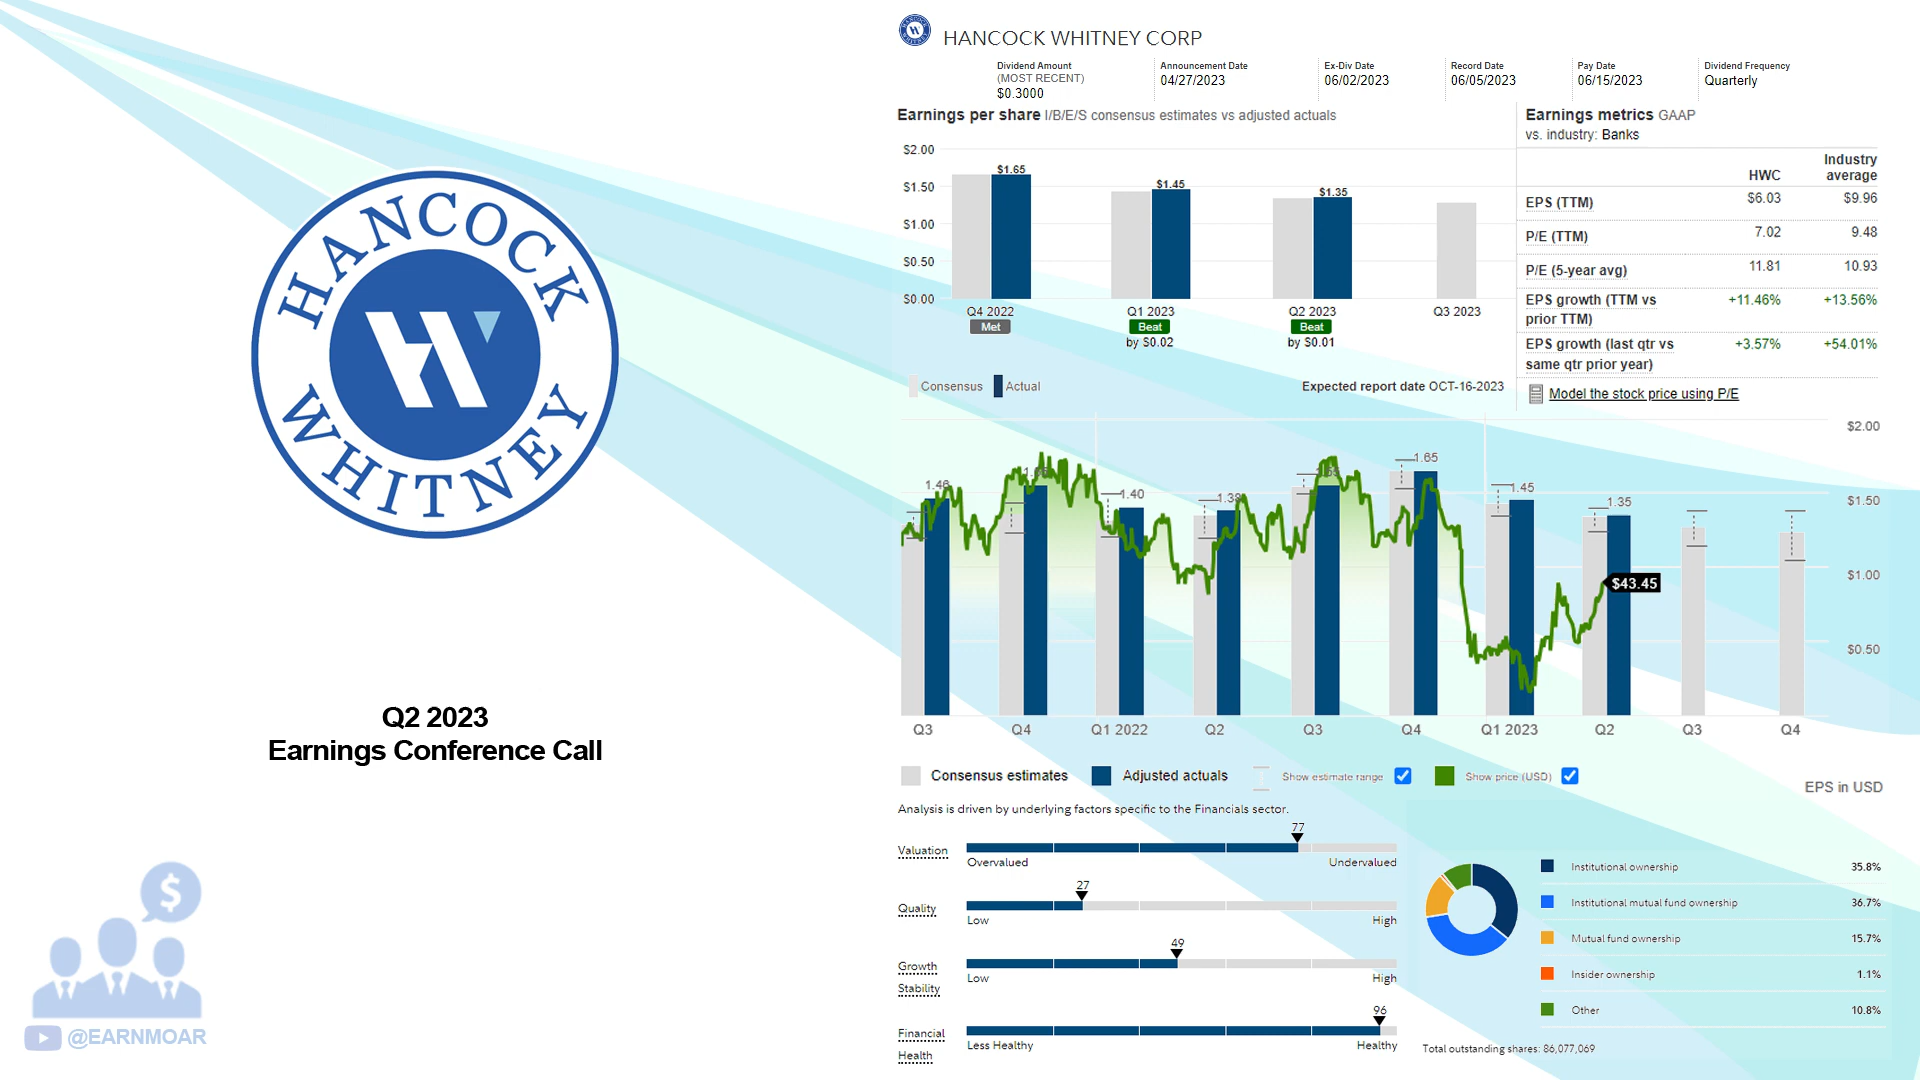 HANCOCK
WHITNEY
Q2 2023
Earnings Conference Call
$
@EARNMOAR
HANCOCK WHITNEY CORP
Dividend Amount
(MOST RECENT)
$0.3000
Announcement Date
04/27/2023
Ex-Div Date
06/02/2023
Record Date
06/05/2023
Pay Date
06/15/2023
Dividend Frequency
Quarterly
Earnings per share I/B/E/S consensus estimates vs adjusted actuals
$2.00
$1.50
$1.00
$0.50
$0.00
$1.65
$1.45
$1.35
Q4 2022
Met
Q1 2023
Beat
by $0.02
Q2 2023
Beat
by $0.01
Q3 2023
Consensus
Actual
Expected report date OCT-16-2023
Earnings metrics GAAP
vs. industry: Banks
HWC
Industry
average
EPS (TTM) $6.03 $9.96
P/E (TTM) 7.02 9.48
P/E (5-year avg) 11.81 10.93
EPS growth (TTM vs
prior TTM) +11.46% +13.56%
EPS growth (last qtr vs
same qtr prior year) +3.57% +54.01%
Model the stock price using P/E
$2.00
$1.50
$1.00
$0.50
1.46
1.40
1.38
1.65
1.45
1.35
$43.45
Q3 Q4 Q1 2022 Q2 Q3 Q4 Q1 2023 Q2 Q3 Q4
Consensus estimates
Adjusted actuals
Show estimate range
Show price (USD)
EPS in USD
Analysis is driven by underlying factors specific to the Financials sector.
Valuation
77
Overvalued Undervalued
Quality
27
Low High
Growth
Stability
49
Low High
Financial
Health
96
Less Healthy Healthy
Institutional ownership 35.8%
Institutional mutual fund ownership 36.7%
Mutual fund ownership 15.7%
Insider ownership 1.1%
Other 10.8%
Total outstanding shares: 86,077,069